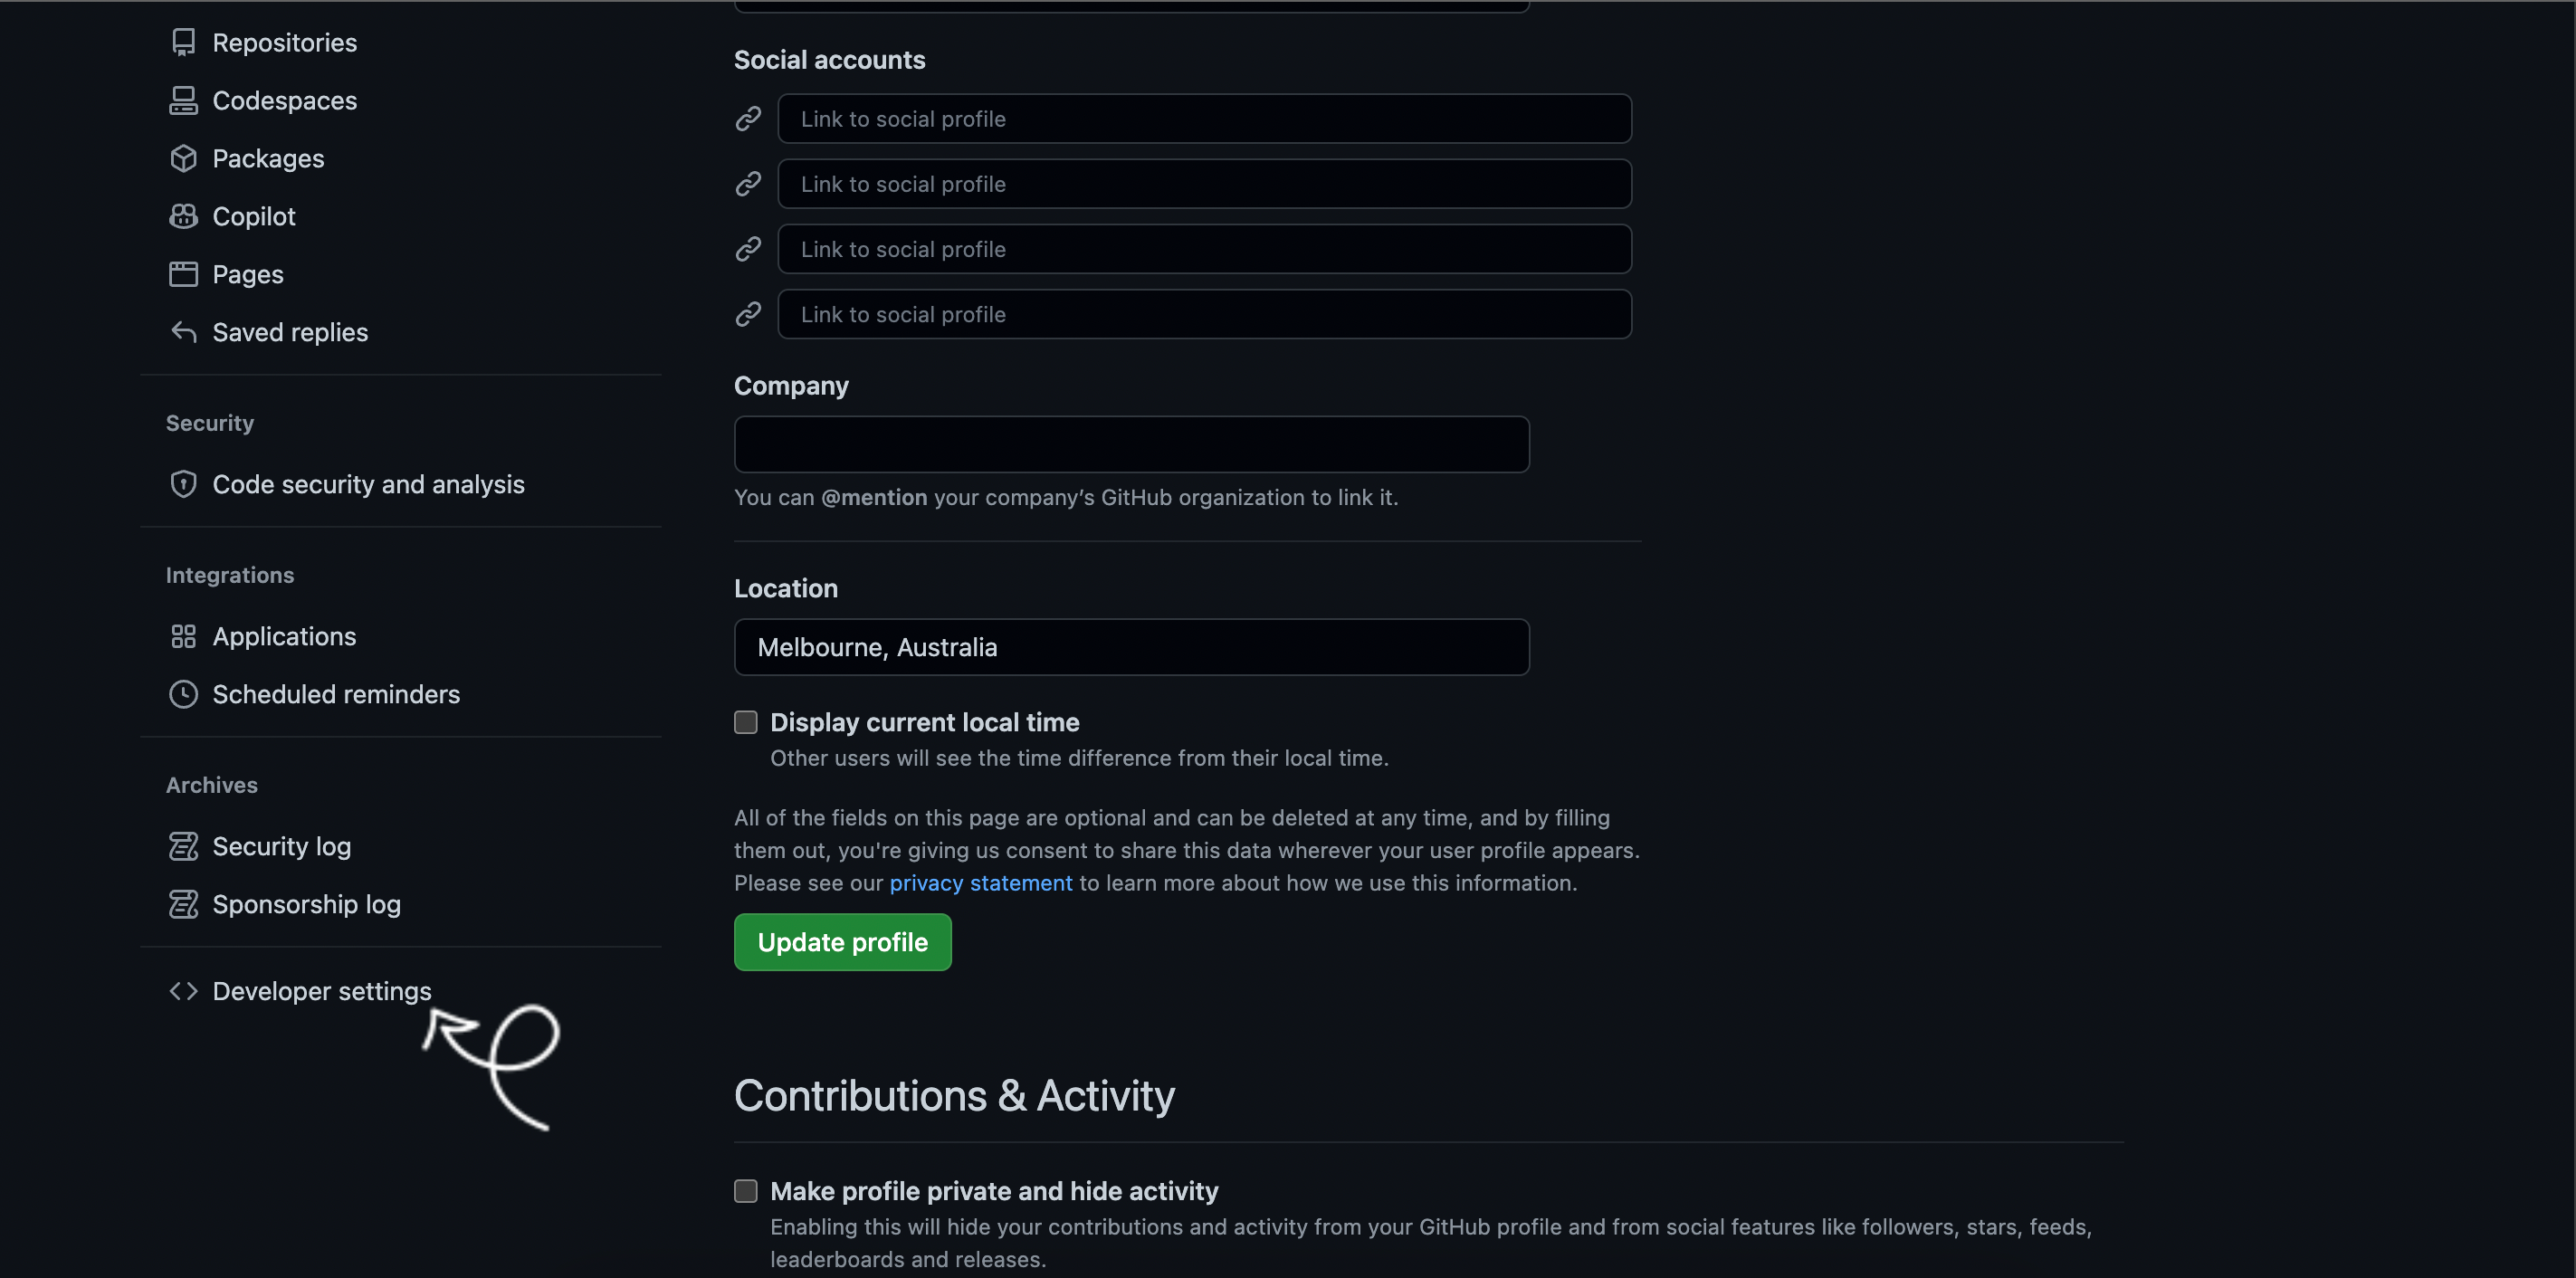 Repositories
Codespaces
Packages
Copilot
Pages
Saved replies
Security
Code security and analysis
Integrations
Applications
Scheduled reminders
Archives
Security log
Sponsorship log
Developer settings
Social accounts
Link to social profile
Link to social profile
Link to social profile
Link to social profile
Company
You can @mention your company’s GitHub organization to link it.
Location
Melbourne, Australia
Display current local time
Other users will see the time difference from their local time.
All of the fields on this page are optional and can be deleted at any time, and by filling
them out, you're giving us consent to share this data wherever your user profile appears.
Please see our privacy statement to learn more about how we use this information.
Update profile
Contributions & Activity
Make profile private and hide activity
Enabling this will hide your contributions and activity from your GitHub profile and from social features like followers, stars, feeds,
leaderboards and releases.